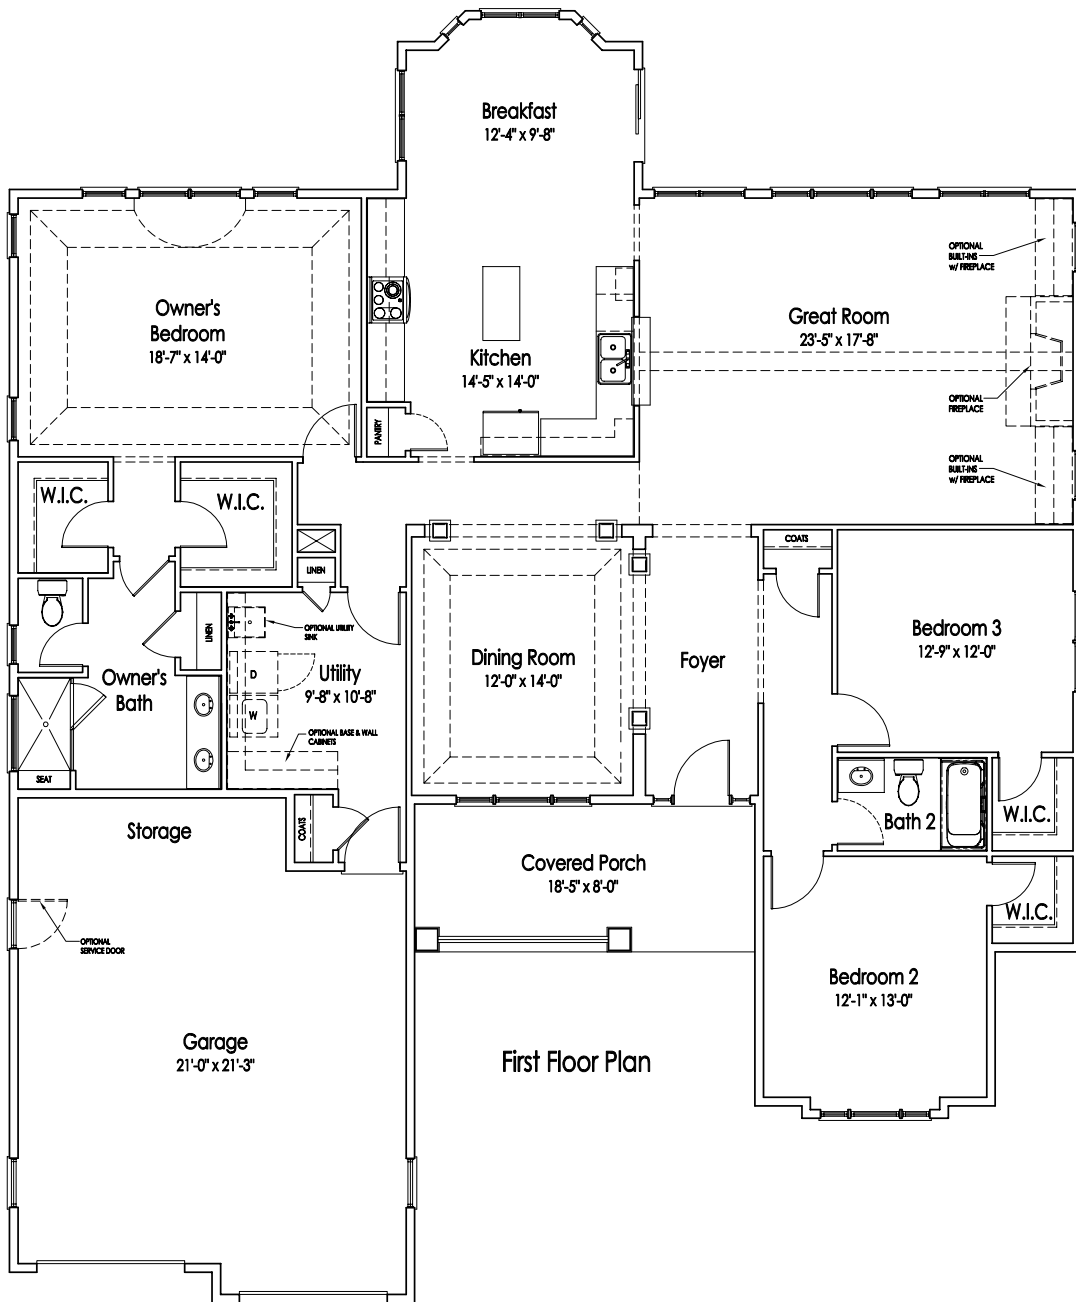 Breakfast
12'-4" x 9'-8"
OPTIONAL
BUILT-INS
w/ FIREPLACE
Owner's
Bedroom
18'-7" x 14'-0"
Great Room
23'-5" x 17'-8"
Kitchen
14'-5" x 14'-0"
OPTIONAL
FIREPLACE
PANTRY
OPTIONAL
BUILT-INS
w/ FIREPLACE
W.I.C.
W.I.C.
COATS
LINEN
LINEN
OPTIONAL UTILITY
SINK
Bedroom 3
12'-9" x 12'-0"
Dining Room
12'-0" x 14'-0"
Foyer
Owner's
Bath
D
Utility
9'-8" x 10'-8"
W
OPTIONAL BASE & WALL
CABINETS
SEAT
Storage
COATS
Bath 2
W.I.C.
Covered Porch
18'-5" x 8'-0"
W.I.C.
OPTIONAL
SERVICE DOOR
Bedroom 2
12'-1" x 13'-0"
Garage
21'-0" x 21'-3"
First Floor Plan